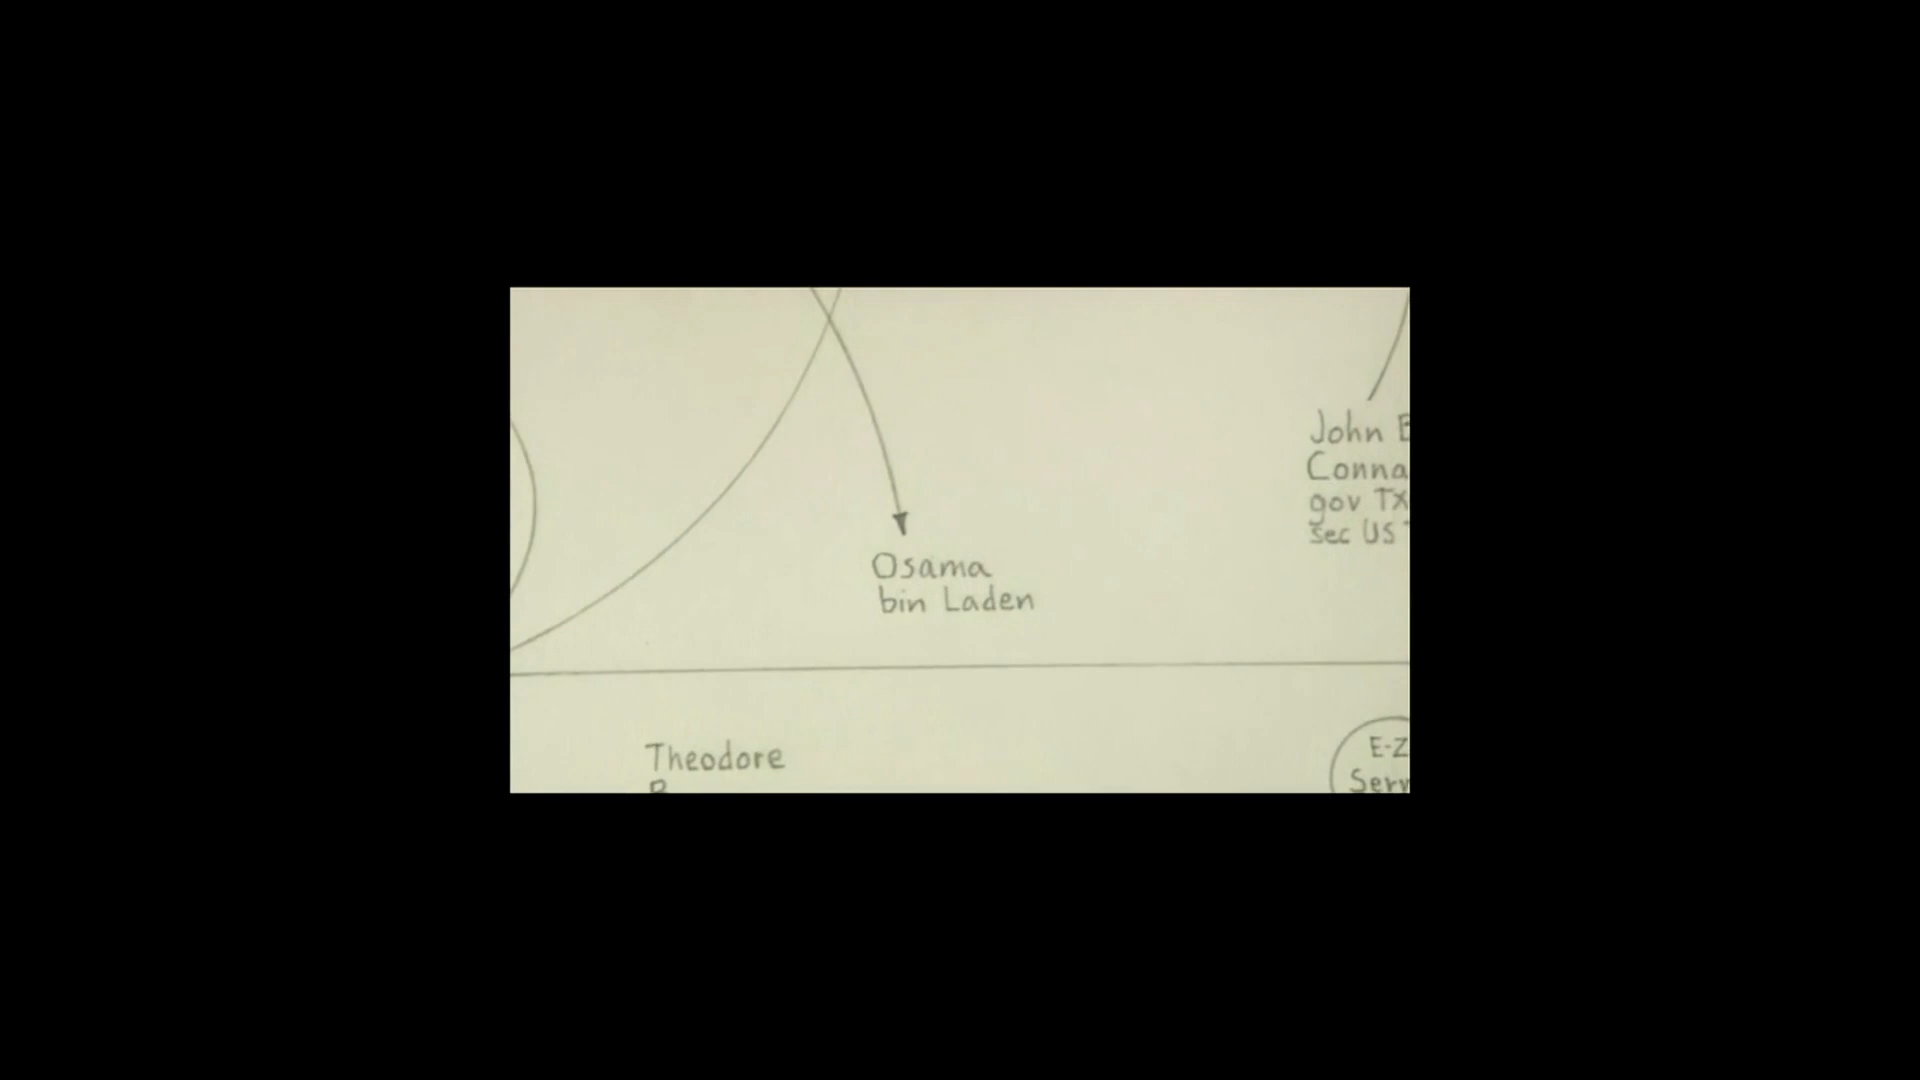 John
Conna
gov TX
sec US
Osama
bin Laden
Theodore
E-Z
Serv